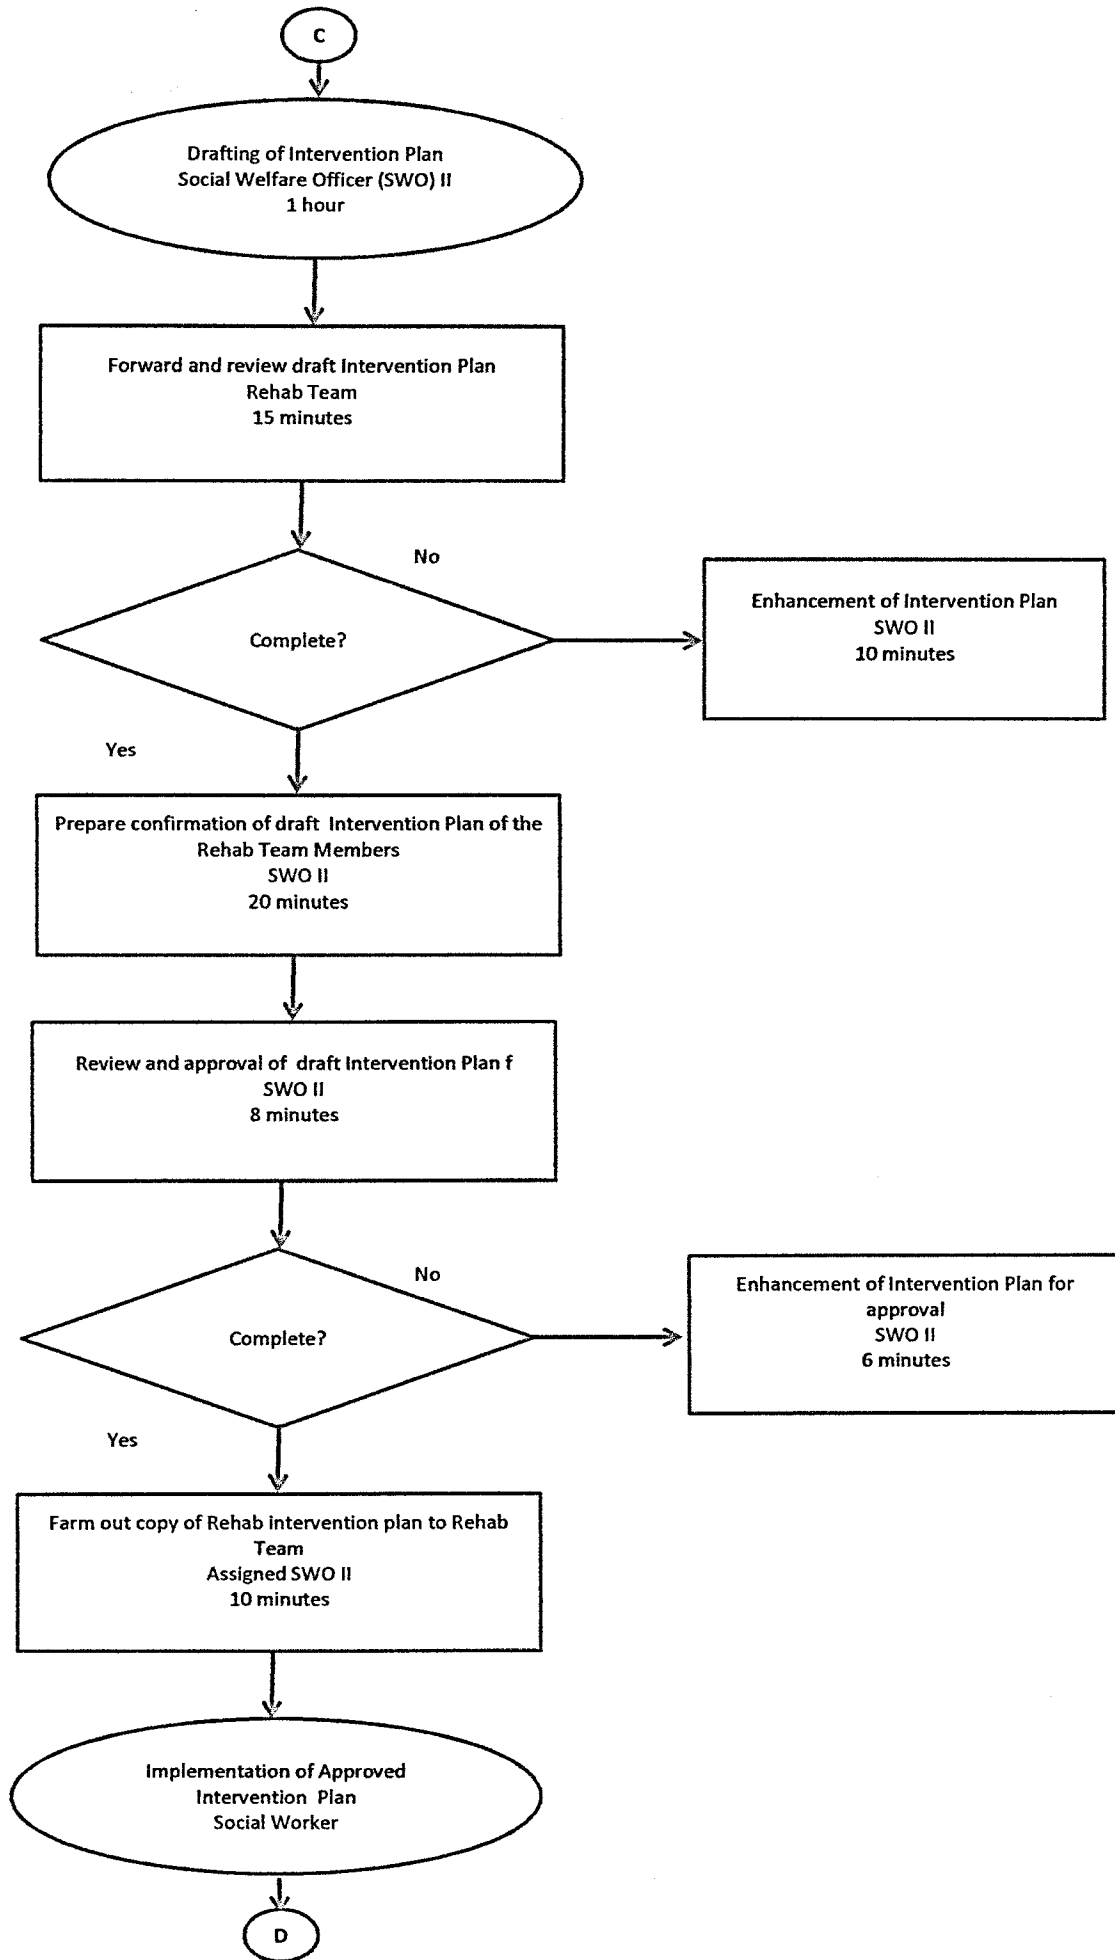 C
Drafting of Intervention Plan
Social Welfare Officer (SWO) II
1 hour
Forward and review draft Intervention Plan
Rehab Team
15 minutes
No
Complete?
Enhancement of Intervention Plan
SWO II
10 minutes
Yes
Prepare confirmation of draft Intervention Plan of the
Rehab Team Members
SWO II
20 minutes
Review and approval of draft Intervention Plan f
SWO II
8 minutes
No
Complete?
Enhancement of Intervention Plan for
approval
SWO II
6 minutes
Yes
Farm out copy of Rehab intervention plan to Rehab
Team
Assigned SWO II
10 minutes
Implementation of Approved
Intervention Plan
Social Worker
D